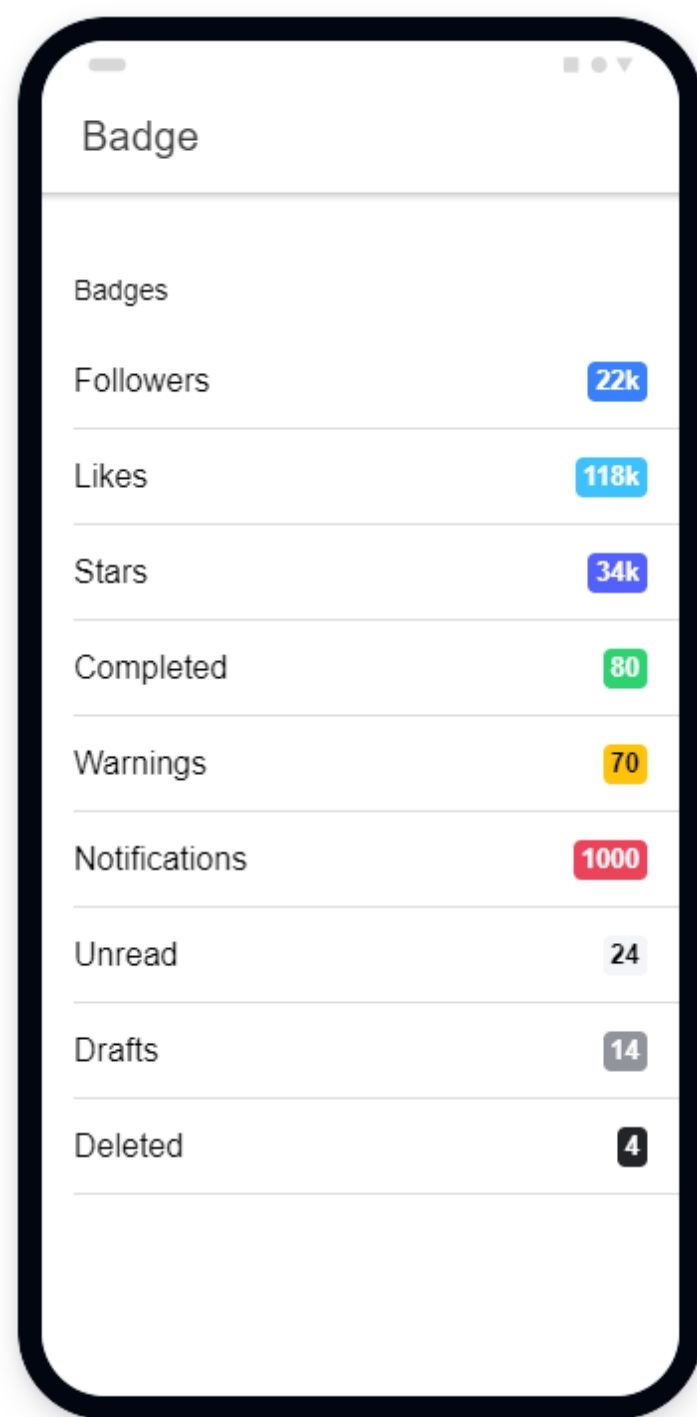 Badge
Badges
Followers 22k
Likes 118k
Stars 34k
Completed 80
Warnings 70
Notifications 1000
Unread 24
Drafts 14
Deleted 4